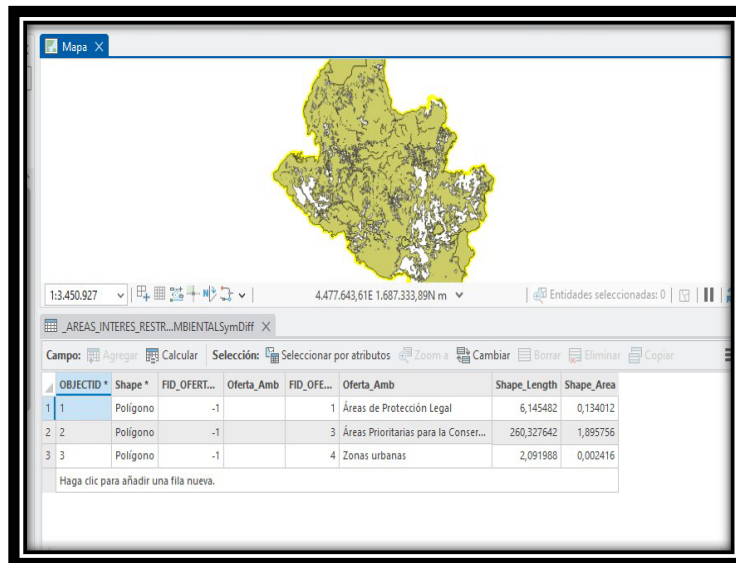 Mapa
1:3.450.927 4.477.643,61E 1.687.333,89N m Entidades seleccionadas: 0
_AREAS_INTERES_RESTR...MBIENTALSymDiff
Campo: Agregar Calcular Selección: Seleccionar por atributos Zoom a Cambiar Borrar Eliminar Copiar
OBJECTID * Shape * FID_OFERT... Oferta_Amb FID_OFE... Oferta_Amb Shape_Length Shape_Area
1 1 Polígono -1 1 Áreas de Protección Legal 6,145482 0,134012
2 2 Polígono -1 3 Áreas Prioritarias para la Conser... 260,327642 1,895756
3 3 Polígono -1 4 Zonas urbanas 2,091988 0,002416
Haga clic para añadir una fila nueva.